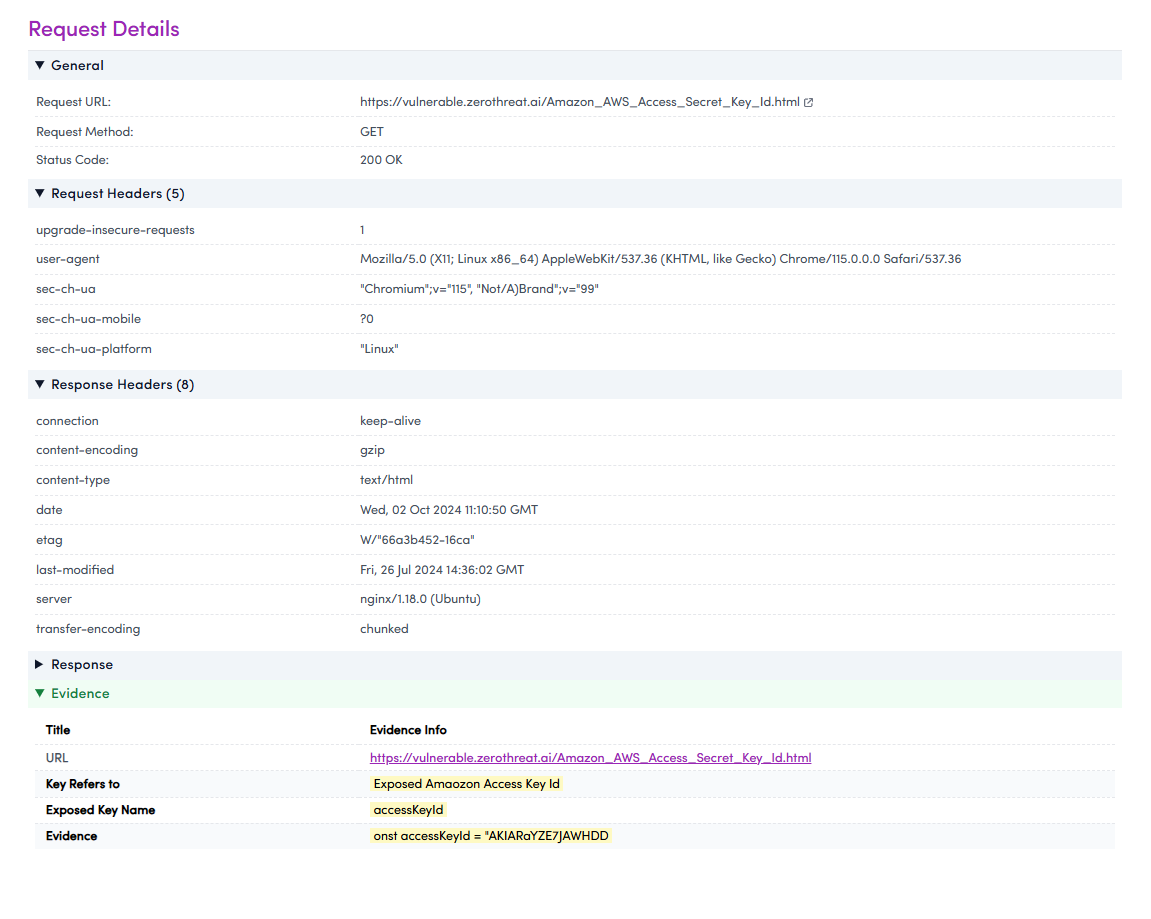 Request Details
▼ General
Request URL: https://vulnerable.zerothreat.ai/Amazon_AWS_Access_Secret_Key_Id.html
Request Method: GET
Status Code: 200 OK
▼ Request Headers (5)
upgrade-insecure-requests 1
user-agent Mozilla/5.0 (X11; Linux x86_64) AppleWebKit/537.36 (KHTML, like Gecko) Chrome/115.0.0.0 Safari/537.36
sec-ch-ua "Chromium";v="115", "Not/A)Brand";v="99"
sec-ch-ua-mobile ?0
sec-ch-ua-platform "Linux"
▼ Response Headers (8)
connection keep-alive
content-encoding gzip
content-type text/html
date Wed, 02 Oct 2024 11:10:50 GMT
etag W/"66a3b452-16ca"
last-modified Fri, 26 Jul 2024 14:36:02 GMT
server nginx/1.18.0 (Ubuntu)
transfer-encoding chunked
▶ Response
▼ Evidence
Title Evidence Info
URL https://vulnerable.zerothreat.ai/Amazon_AWS_Access_Secret_Key_Id.html
Key Refers to Exposed Amaozon Access Key Id
Exposed Key Name accessKeyId
Evidence onst accessKeyId = "AKIARaYZE7JAWHDD